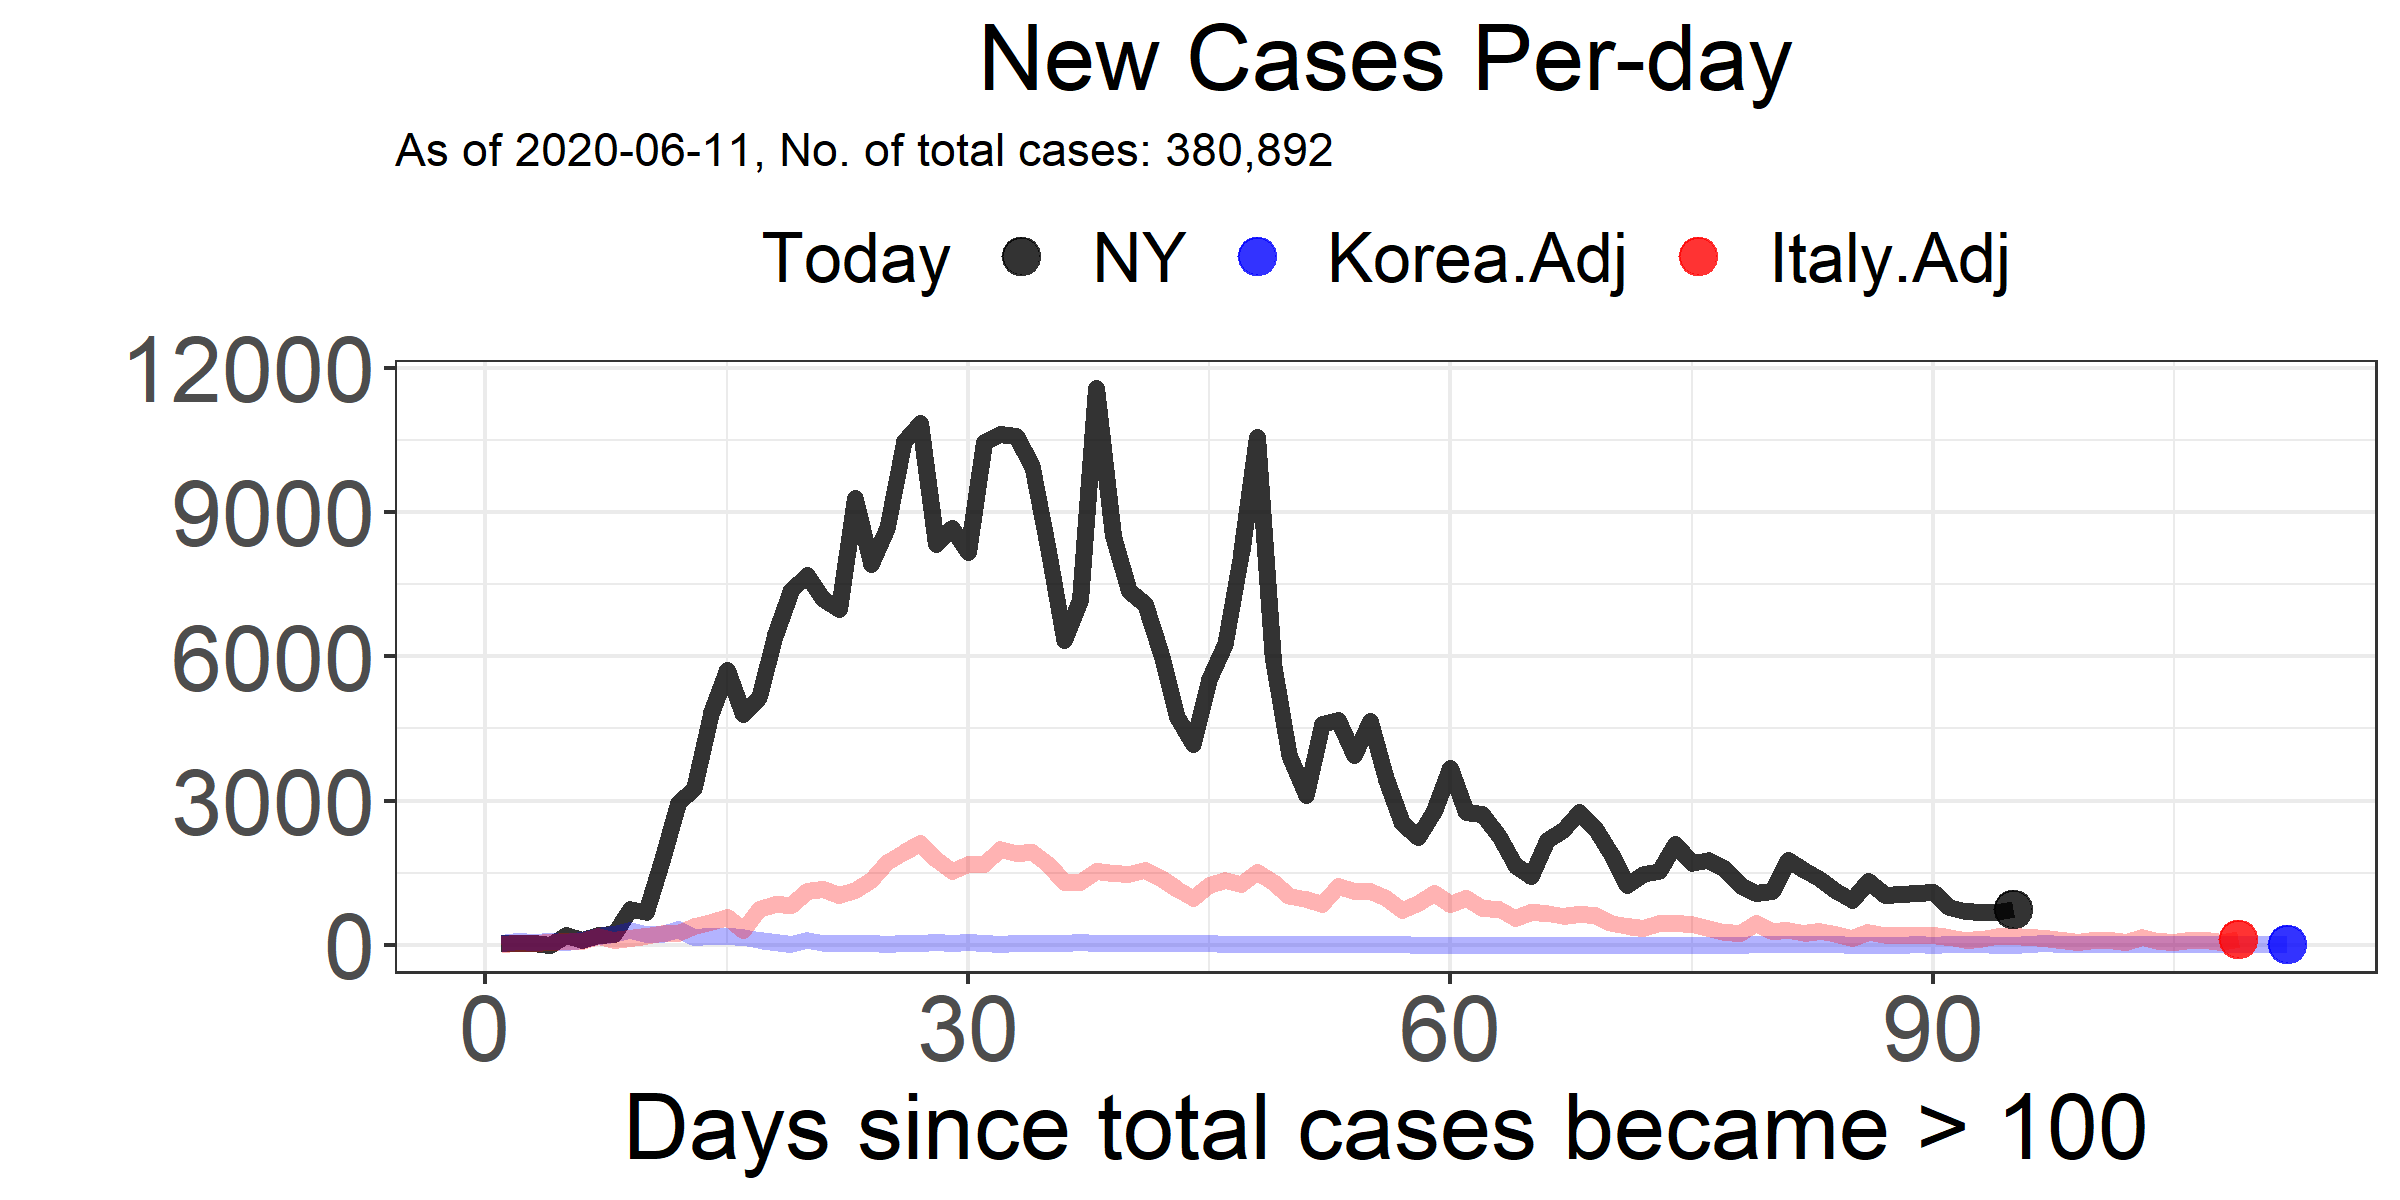 New Cases Per-day
As of 2020-06-11, No. of total cases: 380,892
Today NY Korea.Adj Italy.Adj
12000
9000
6000
3000
0
0 30 60 90
Days since total cases became > 100